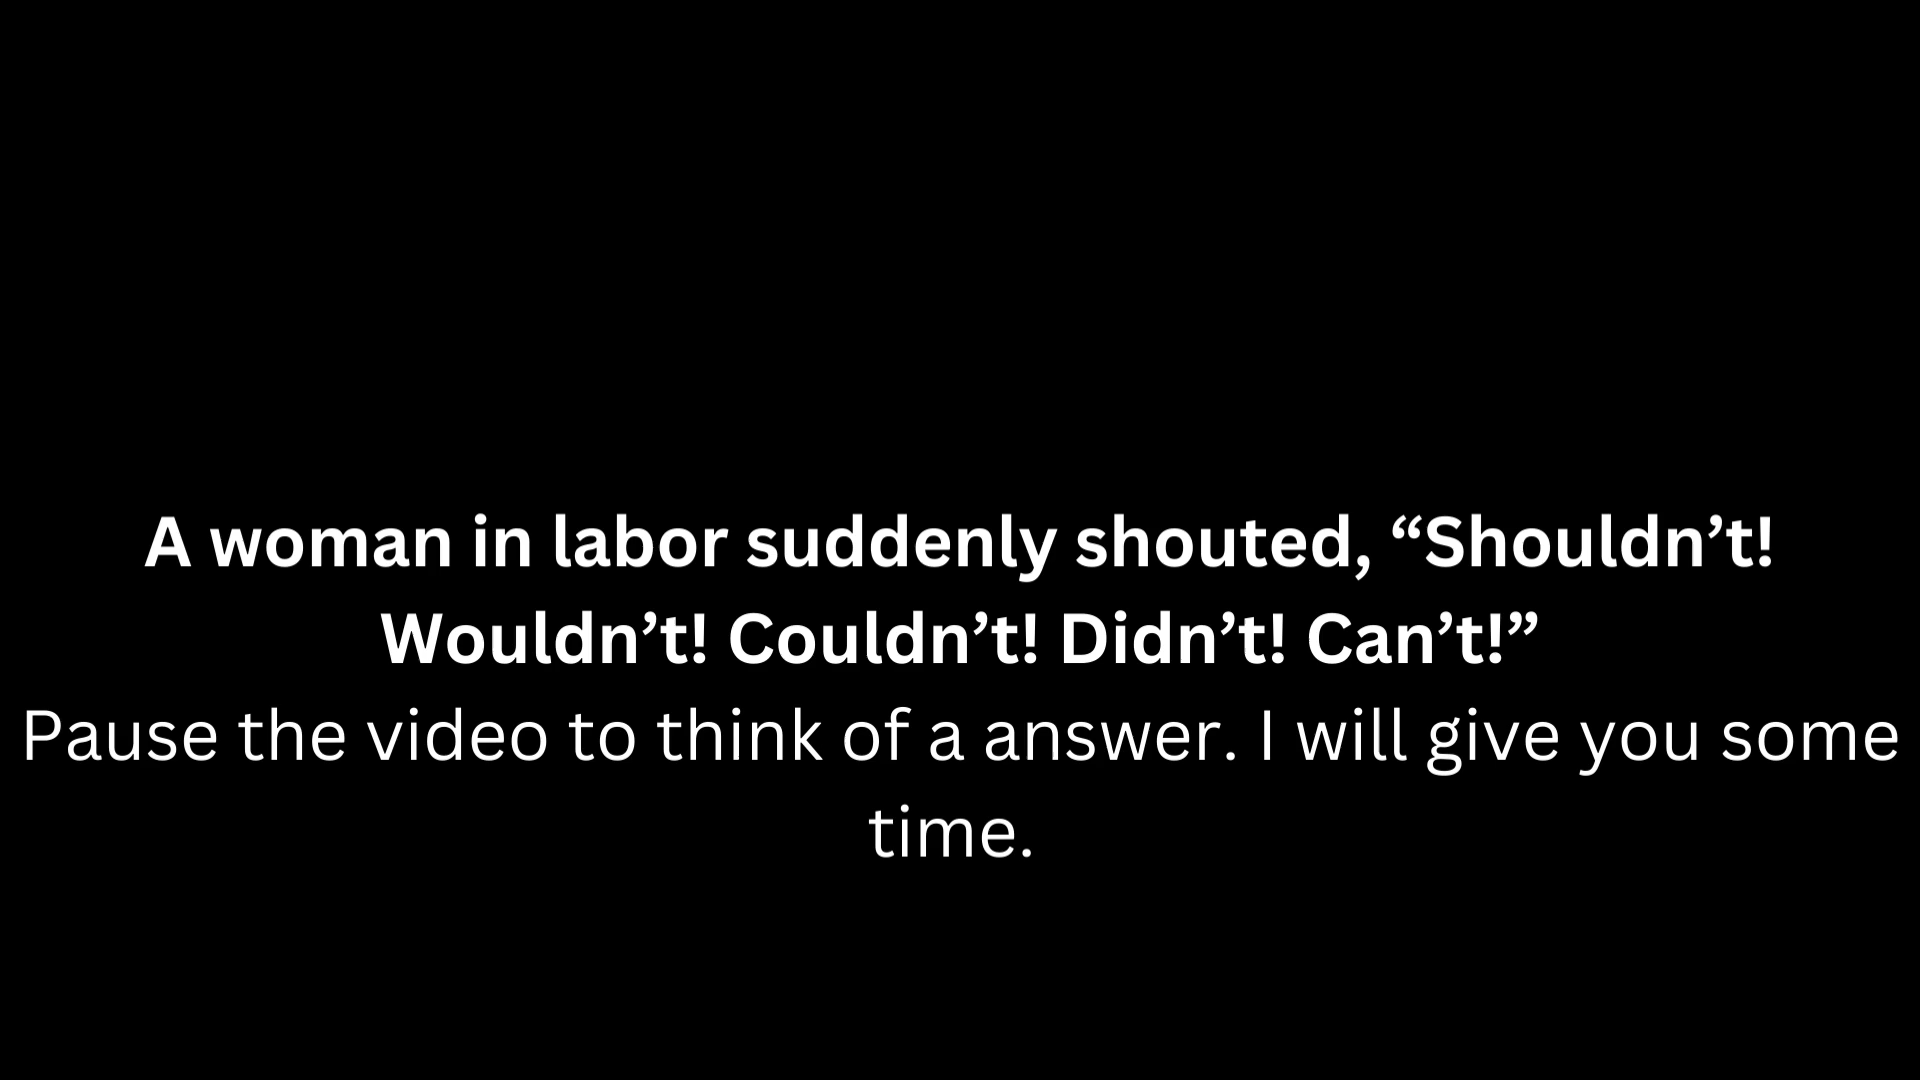 A woman in labor suddenly shouted, “Shouldn’t!
Wouldn’t! Couldn’t! Didn’t! Can’t!”
Pause the video to think of a answer. I will give you some
time.